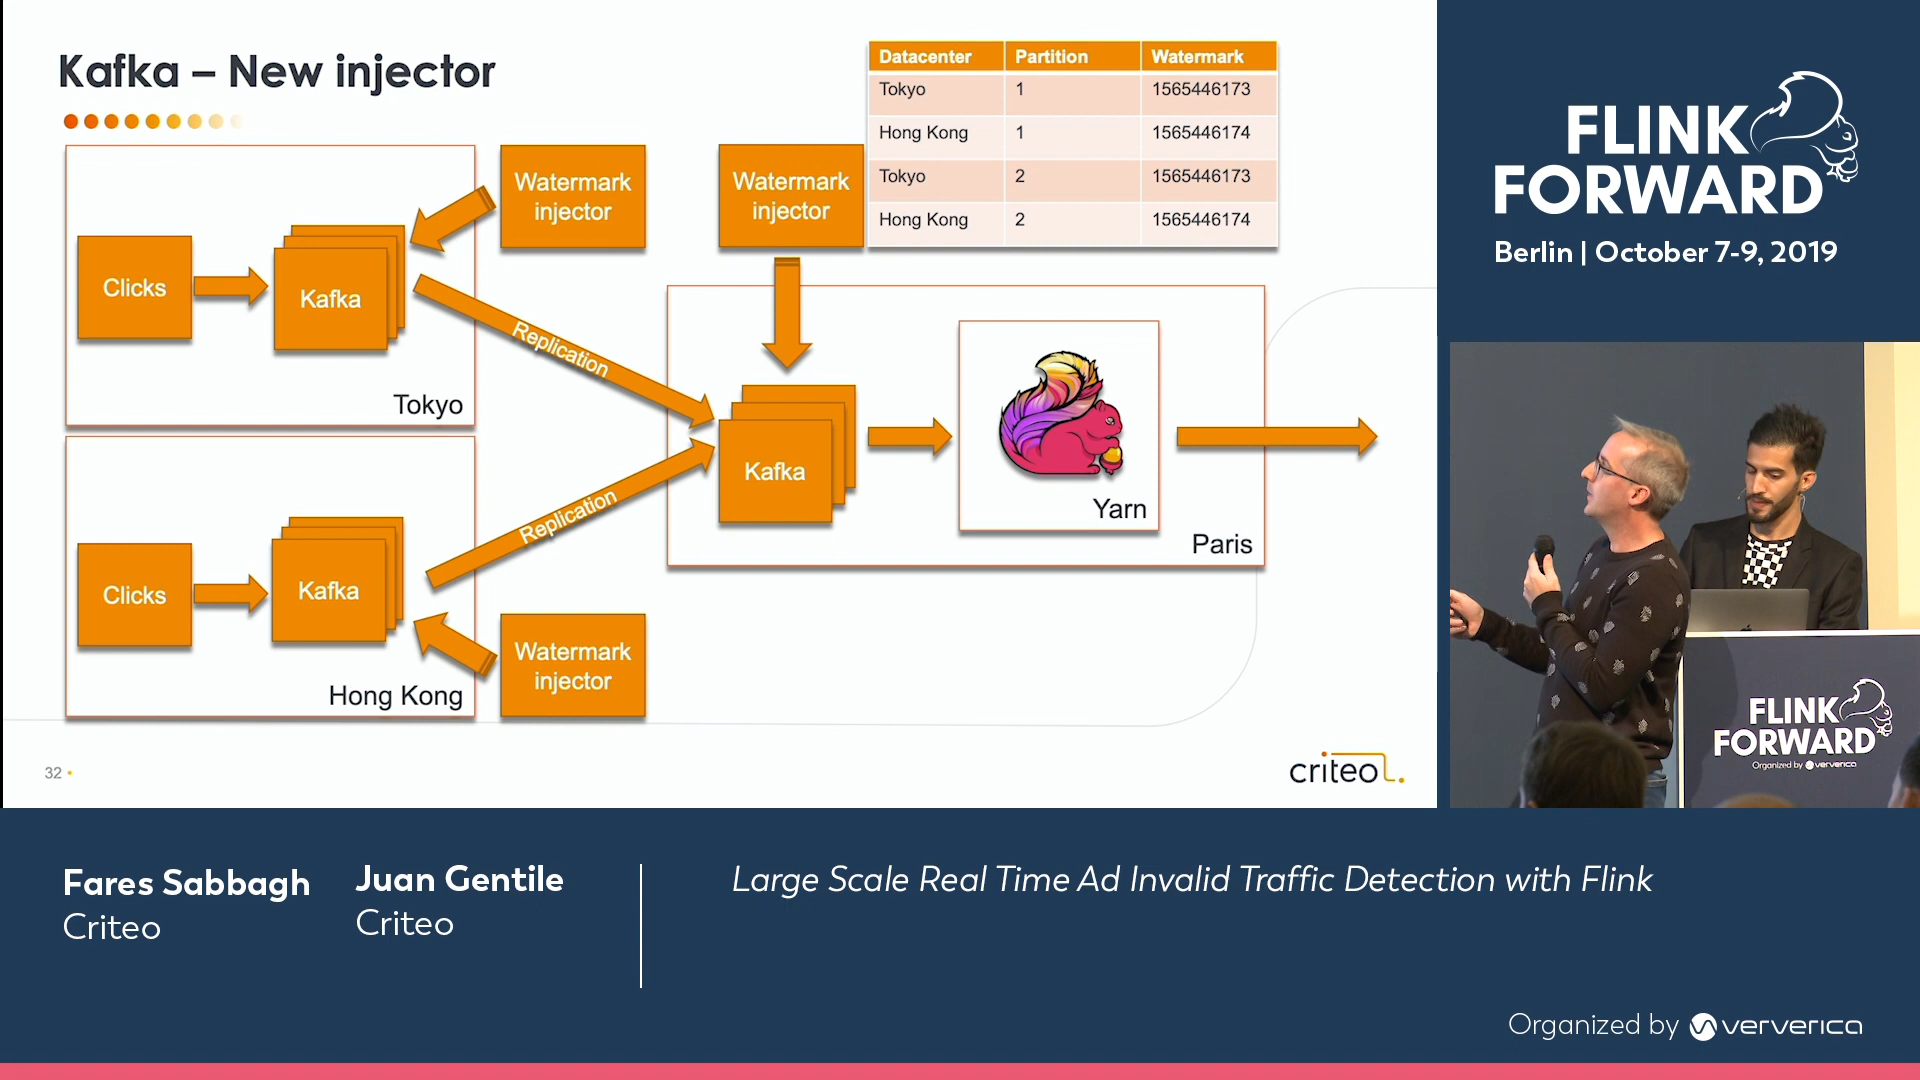 Kafka – New injector
Datacenter Partition Watermark
Tokyo 1 1565446173
Hong Kong 1 1565446174
Tokyo 2 1565446173
Hong Kong 2 1565446174
Watermark
injector
Watermark
injector
Clicks
Kafka
Replication
Tokyo
Kafka
Yarn
Paris
Replication
Clicks
Kafka
Hong Kong
Watermark
injector
32
criteo
FLINK
FORWARD
Berlin | October 7-9, 2019
FLINK
FORWARD
Organized by ververica
Fares Sabbagh
Criteo
Juan Gentile
Criteo
Large Scale Real Time Ad Invalid Traffic Detection with Flink
Organized by ververica